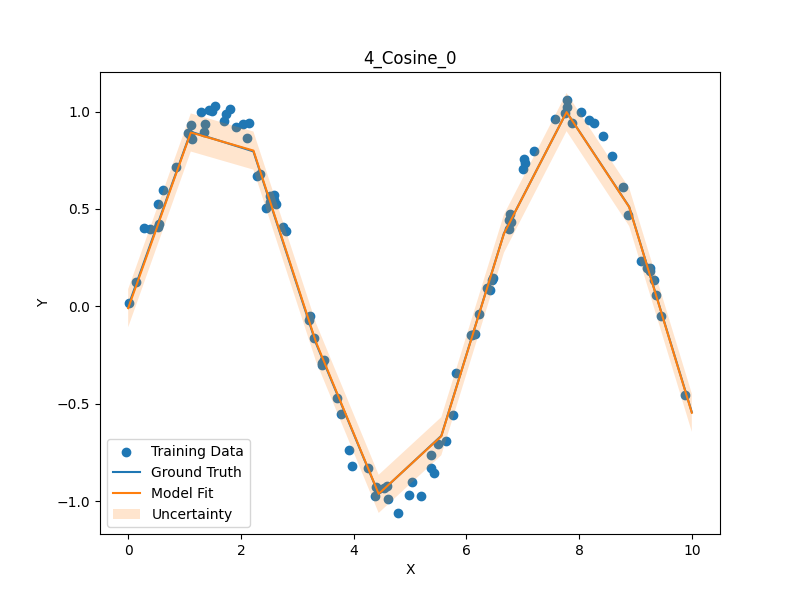 4_Cosine_0
1.0
0.5
0.0
−0.5
−1.0
Y
Training Data
Ground Truth
Model Fit
Uncertainty
0 2 4 6 8 10
X